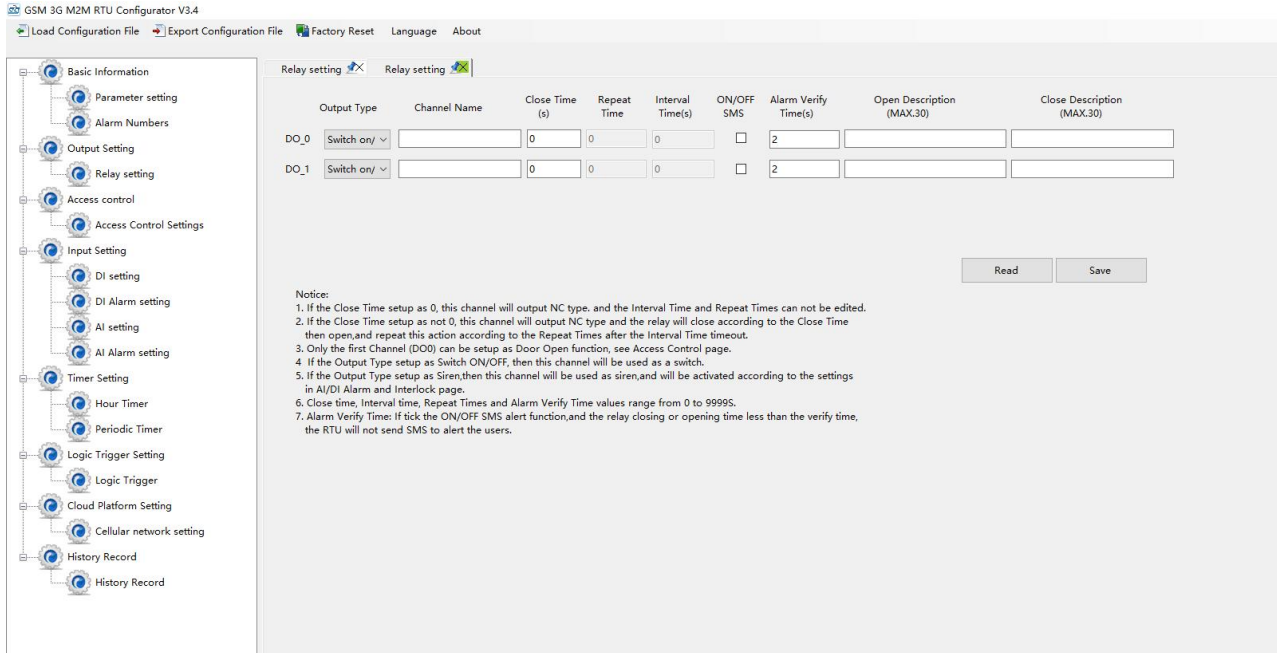 GSM 3G M2M RTU Configurator V3.4
Load Configuration File Export Configuration File Factory Reset Language About
Basic Information
Parameter setting
Alarm Numbers
Output Setting
Relay setting
Access control
Access Control Settings
Input Setting
DI setting
DI Alarm setting
AI setting
AI Alarm setting
Timer Setting
Hour Timer
Periodic Timer
Logic Trigger Setting
Logic Trigger
Cloud Platform Setting
Cellular network setting
History Record
History Record
Relay setting Relay setting
Output Type Channel Name Close Time (s) Repeat Time Interval Time(s) ON/OFF SMS Alarm Verify Time(s) Open Description (MAX.30) Close Description (MAX.30)
DO_0 Switch on/ 0 0 0 2
DO_1 Switch on/ 0 0 0 2
Read Save
Notice:
1. If the Close Time setup as 0, this channel will output NC type. and the Interval Time and Repeat Times can not be edited.
2. If the Close Time setup as not 0, this channel will output NC type and the relay will close according to the Close Time
then open,and repeat this action according to the Repeat Times after the Interval Time timeout.
3. Only the first Channel (DO0) can be setup as Door Open function, see Access Control page.
4 If the Output Type setup as Switch ON/OFF, then this channel will be used as a switch.
5. If the Output Type setup as Siren,then this channel will be used as siren,and will be activated according to the settings
in AI/DI Alarm and Interlock page.
6. Close time, Interval time, Repeat Times and Alarm Verify Time values range from 0 to 9999S.
7. Alarm Verify Time: If tick the ON/OFF SMS alert function,and the relay closing or opening time less than the verify time,
the RTU will not send SMS to alert the users.